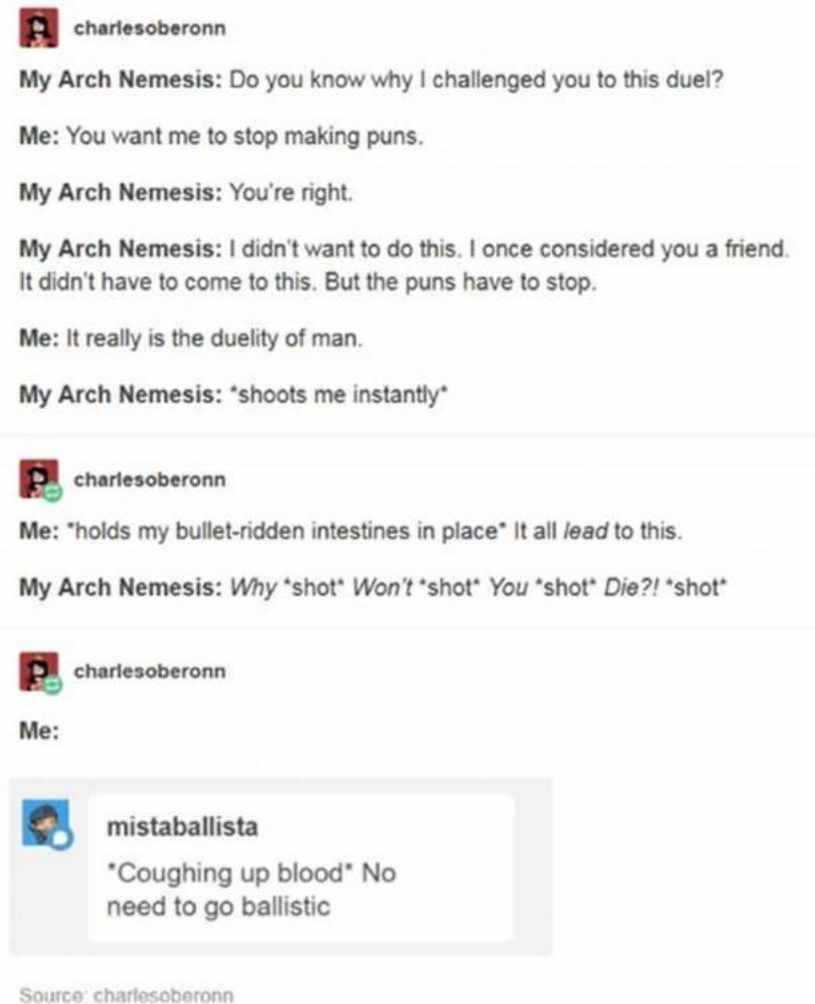 charlesoberonn
My Arch Nemesis: Do you know why I challenged you to this duel?
Me: You want me to stop making puns.
My Arch Nemesis: You're right.
My Arch Nemesis: I didn't want to do this. I once considered you a friend.
It didn't have to come to this. But the puns have to stop.
Me: It really is the duelity of man.
My Arch Nemesis: *shoots me instantly*
charlesoberonn
Me: *holds my bullet-ridden intestines in place* It all lead to this.
My Arch Nemesis: Why *shot* Won't *shot* You *shot* Die?! *shot*
charlesoberonn
Me:
mistaballista
*Coughing up blood* No
need to go ballistic
Source: charlesoberonn